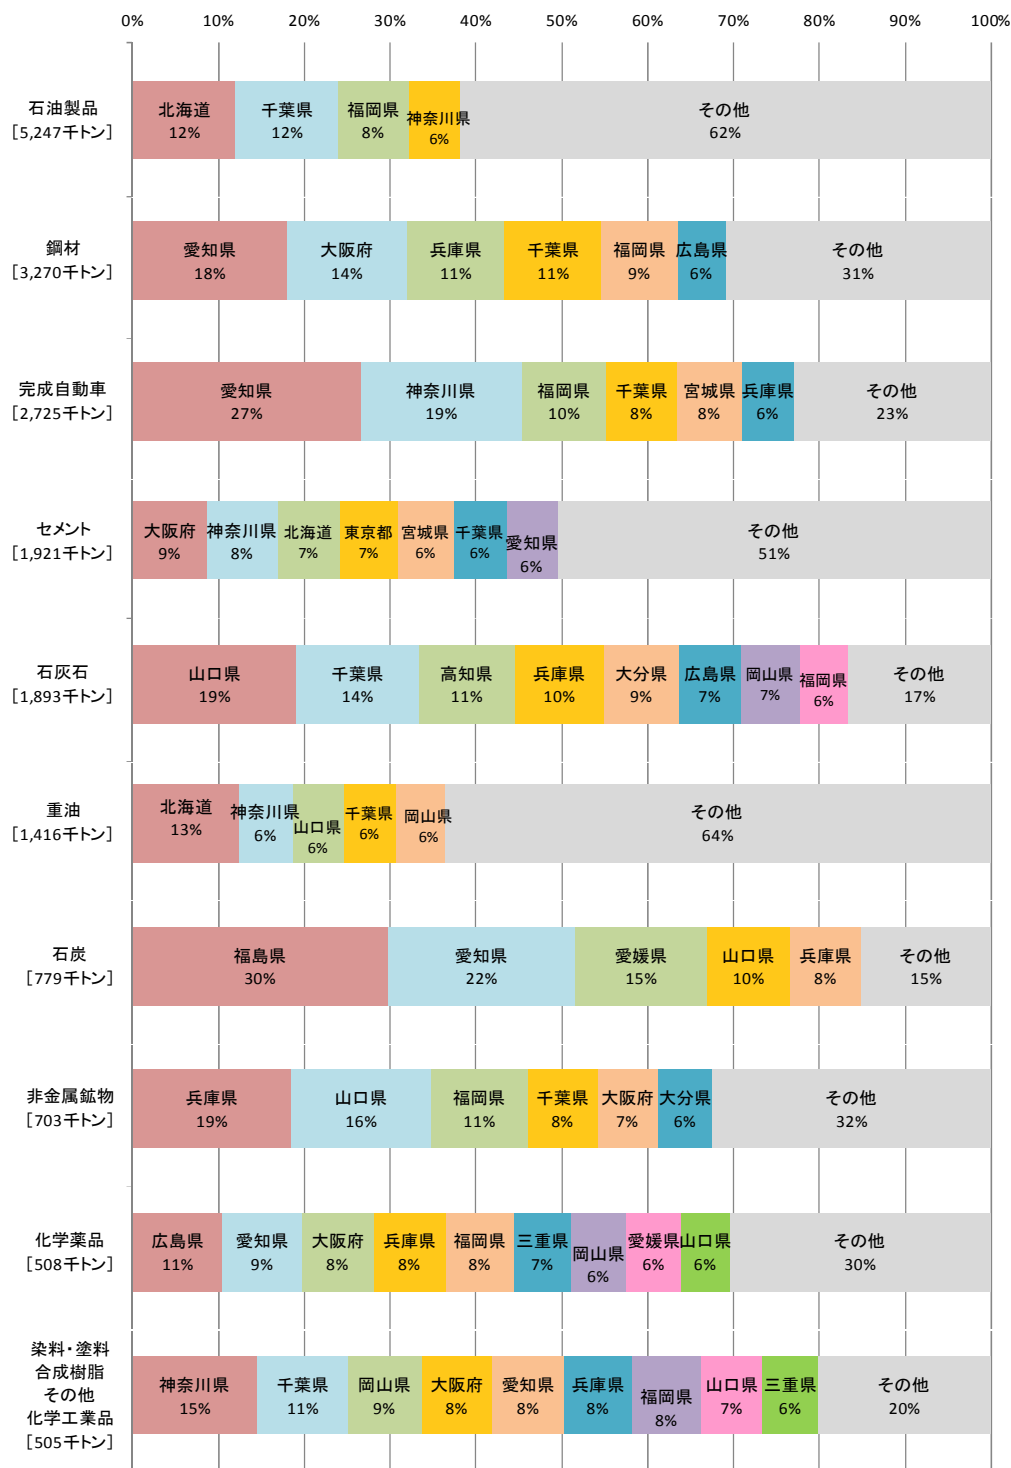 0% 10% 20% 30% 40% 50% 60% 70% 80% 90% 100%
石油製品
[5,247千トン]
北海道 千葉県 福岡県 神奈川県 その他
12% 12% 8% 6% 62%
鋼材
[3,270千トン]
愛知県 大阪府 兵庫県 千葉県 福岡県 広島県 その他
18% 14% 11% 11% 9% 6% 31%
完成自動車
[2,725千トン]
愛知県 神奈川県 福岡県 千葉県 宮城県 兵庫県 その他
27% 19% 10% 8% 8% 6% 23%
セメント
[1,921千トン]
大阪府 神奈川県 北海道 東京都 宮城県 千葉県 愛知県 その他
9% 8% 7% 7% 6% 6% 6% 51%
石灰石
[1,893千トン]
山口県 千葉県 高知県 兵庫県 大分県 広島県 岡山県 福岡県 その他
19% 14% 11% 10% 9% 7% 7% 6% 17%
重油
[1,416千トン]
北海道 神奈川県 山口県 千葉県 岡山県 その他
13% 6% 6% 6% 6% 64%
石炭
[779千トン]
福島県 愛知県 愛媛県 山口県 兵庫県 その他
30% 22% 15% 10% 8% 15%
非金属鉱物
[703千トン]
兵庫県 山口県 福岡県 千葉県 大阪府 大分県 その他
19% 16% 11% 8% 7% 6% 32%
化学薬品
[508千トン]
広島県 愛知県 大阪府 兵庫県 福岡県 三重県 岡山県 愛媛県 山口県 その他
11% 9% 8% 8% 8% 7% 6% 6% 6% 30%
染料・塗料
合成樹脂
その他
化学工業品
[505千トン]
神奈川県 千葉県 岡山県 大阪府 愛知県 兵庫県 福岡県 山口県 三重県 その他
15% 11% 9% 8% 8% 8% 8% 7% 6% 20%